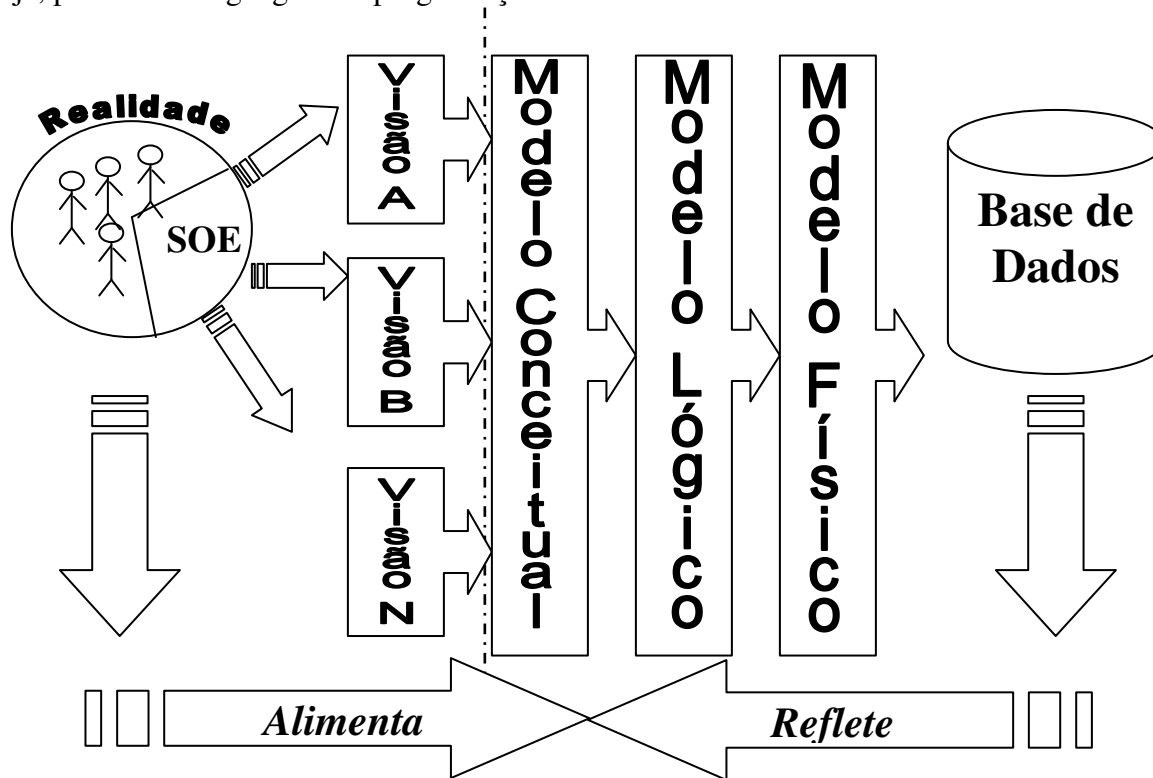 Realidade
SOE
Visão A
Visão B
Visão N
Modelo Conceitual
Modelo Lógico
Modelo Físico
Base de
Dados
Alimenta
Reflete